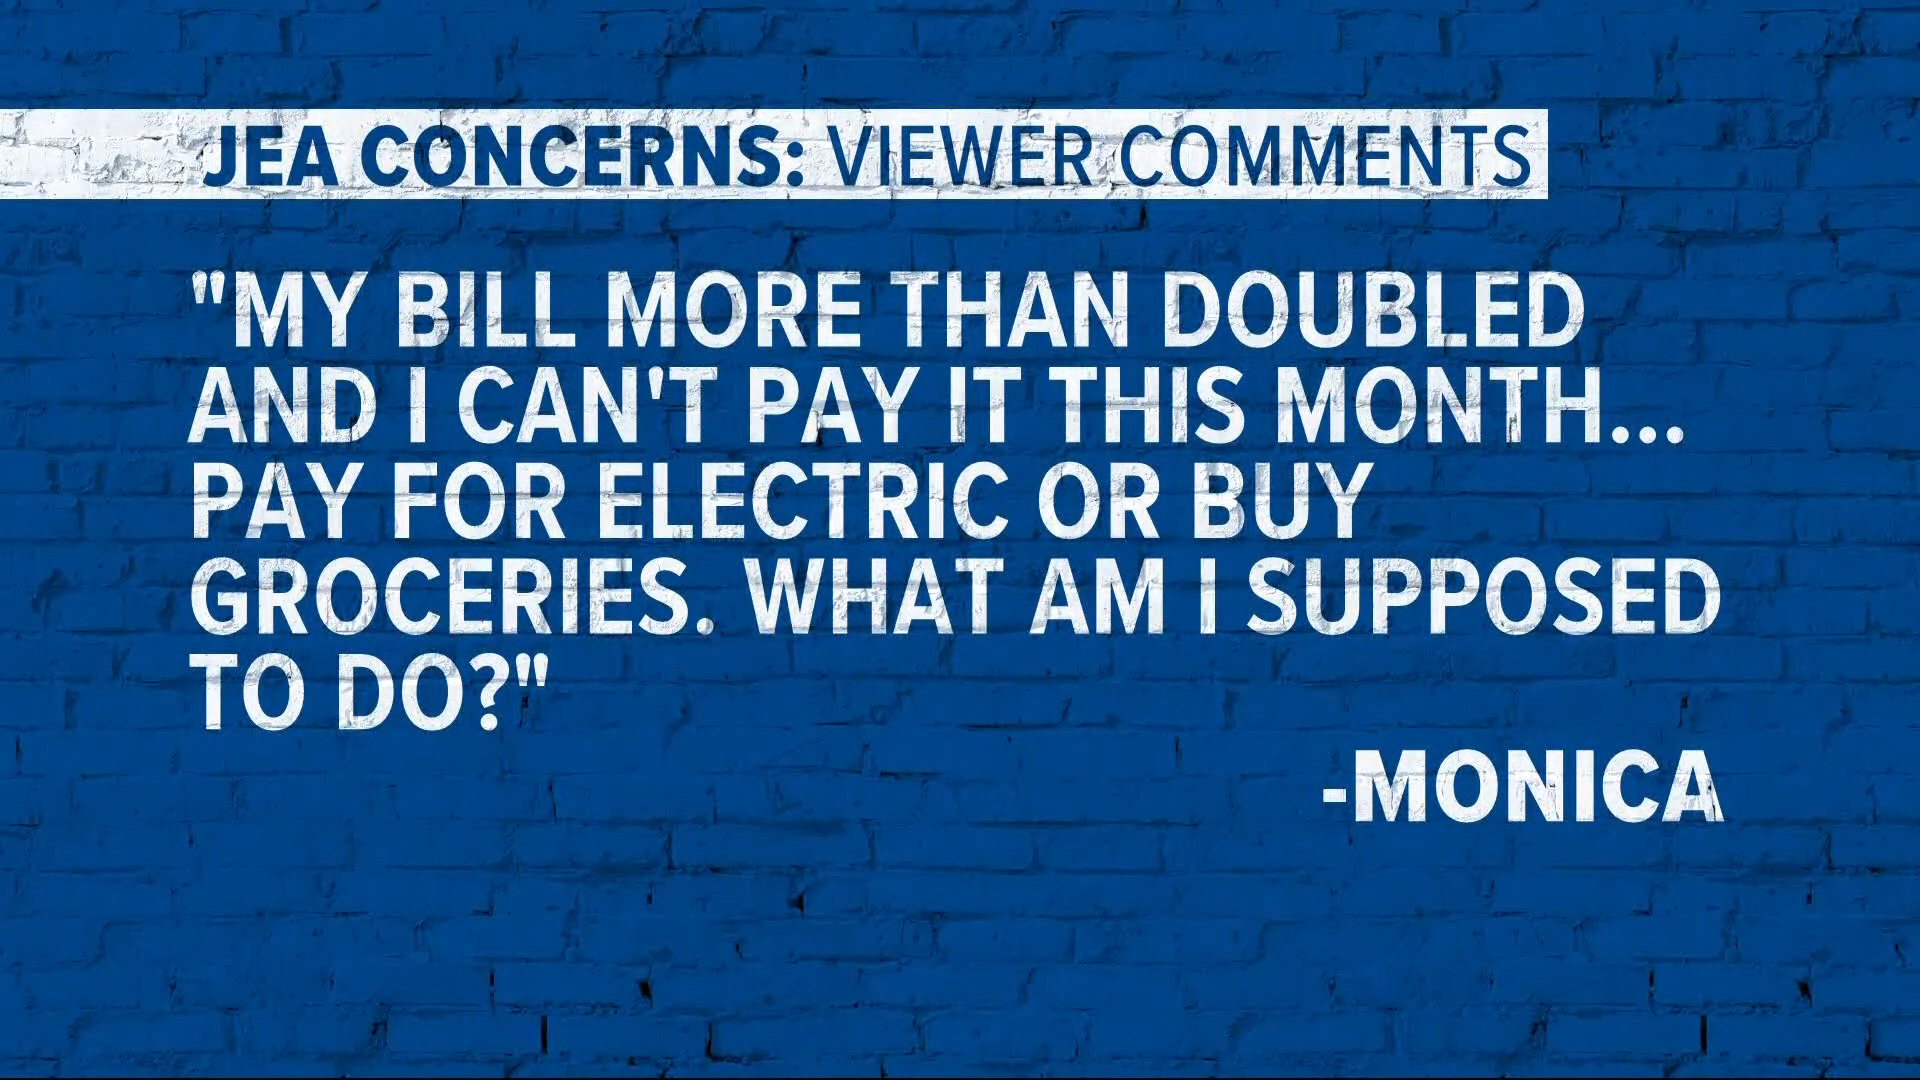 JEA CONCERNS: VIEWER COMMENTS
"MY BILL MORE THAN DOUBLED
AND I CAN'T PAY IT THIS MONTH...
PAY FOR ELECTRIC OR BUY
GROCERIES. WHAT AM I SUPPOSED
TO DO?"
-MONICA